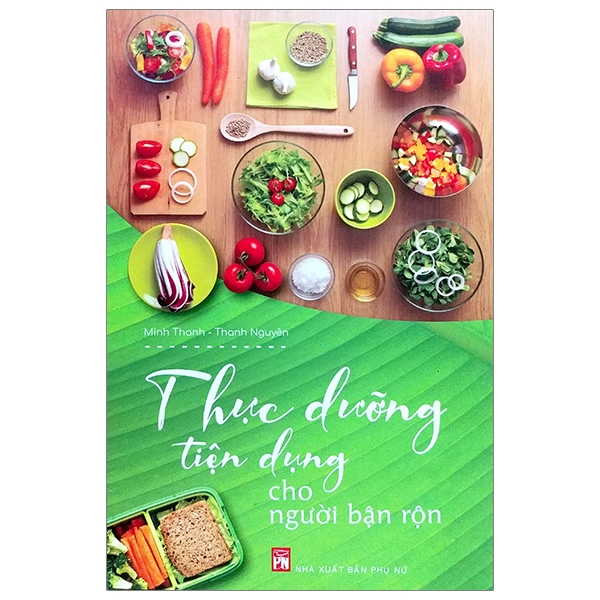 Minh Thanh - Thanh Nguyên
Thực dưỡng
tiện dụng
cho
người bận rộn
PN
NHÀ XUẤT BẢN PHỤ NỮ